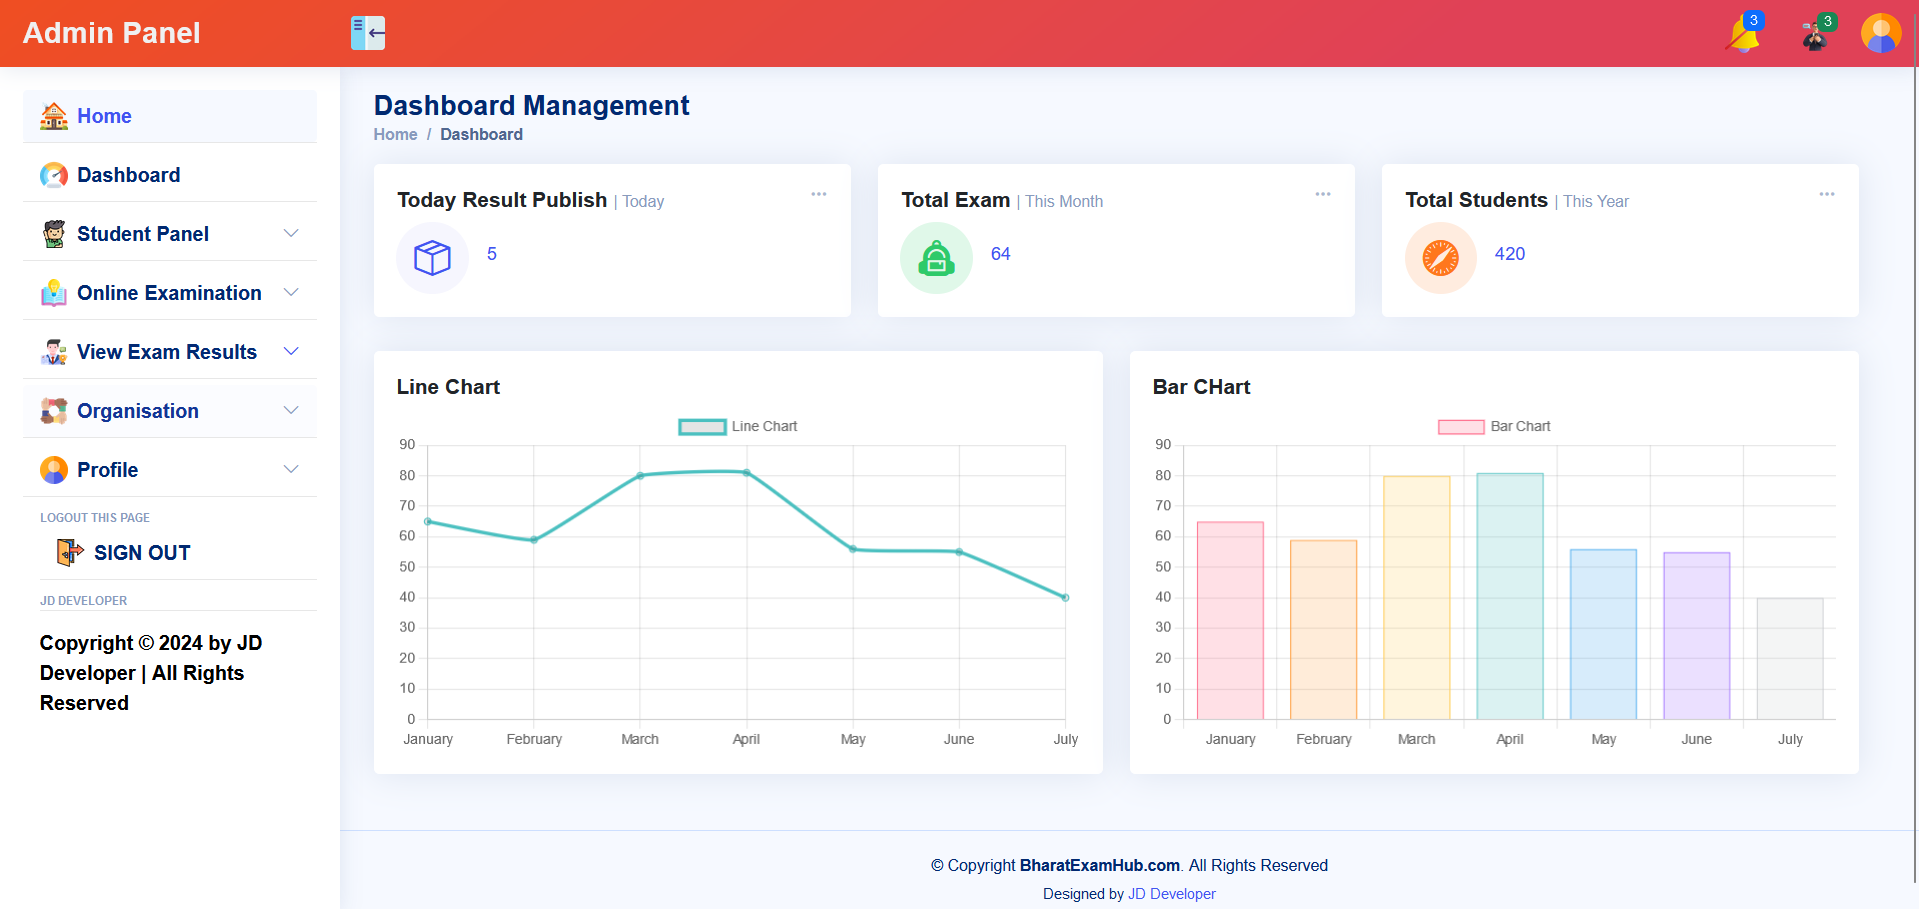 Admin Panel
3
3
Home
Dashboard
Student Panel
Online Examination
View Exam Results
Organisation
Profile
LOGOUT THIS PAGE
SIGN OUT
JD DEVELOPER
Copyright © 2024 by JD
Developer | All Rights
Reserved
Dashboard Management
Home / Dashboard
Today Result Publish | Today
5
Total Exam | This Month
64
Total Students | This Year
420
Line Chart
Line Chart
90
80
70
60
50
40
30
20
10
0
January February March April May June July
Bar CHart
Bar Chart
90
80
70
60
50
40
30
20
10
0
January February March April May June July
© Copyright BharatExamHub.com. All Rights Reserved
Designed by JD Developer